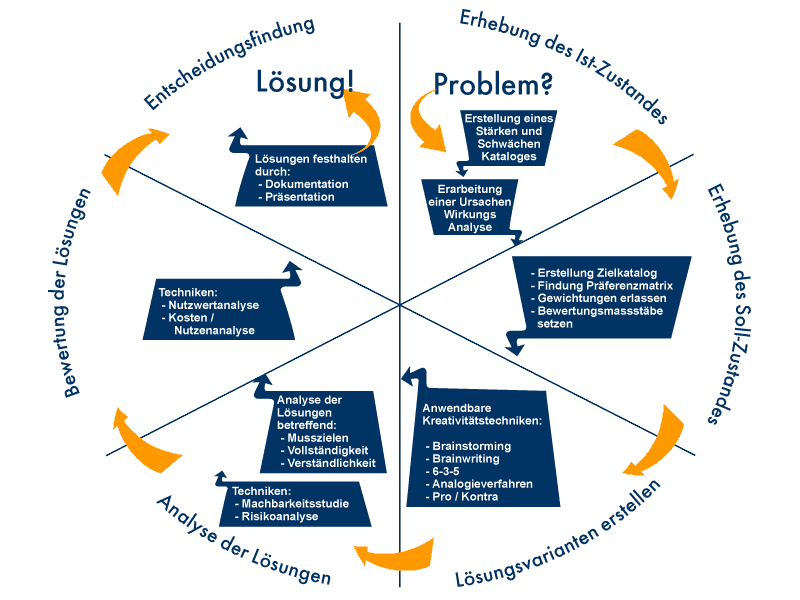 Erhebung des Ist-Zustandes
Problem?
Erstellung eines
Stärken und
Schwächen
Kataloges
Erarbeitung
einer Ursachen
Wirkungs
Analyse
Erhebung des Soll-Zustandes
- Erstellung Zielkatalog
- Findung Präferenzmatrix
- Gewichtungen erlassen
- Bewertungsmassstäbe
setzen
Lösungsvarianten erstellen
Anwendbare
Kreativitätstechniken:
- Brainstorming
- Brainwriting
- 6-3-5
- Analogieverfahren
- Pro / Kontra
Analyse der Lösungen
Analyse der
Lösungen
betreffend:
- Musszielen
- Vollständigkeit
- Verständlichkeit
Techniken:
- Machbarkeitsstudie
- Risikoanalyse
Bewertung der Lösungen
Techniken:
- Nutzwertanalyse
- Kosten /
Nutzenanalyse
Entscheidungsfindung
Lösung!
Lösungen festhalten
durch:
- Dokumentation
- Präsentation